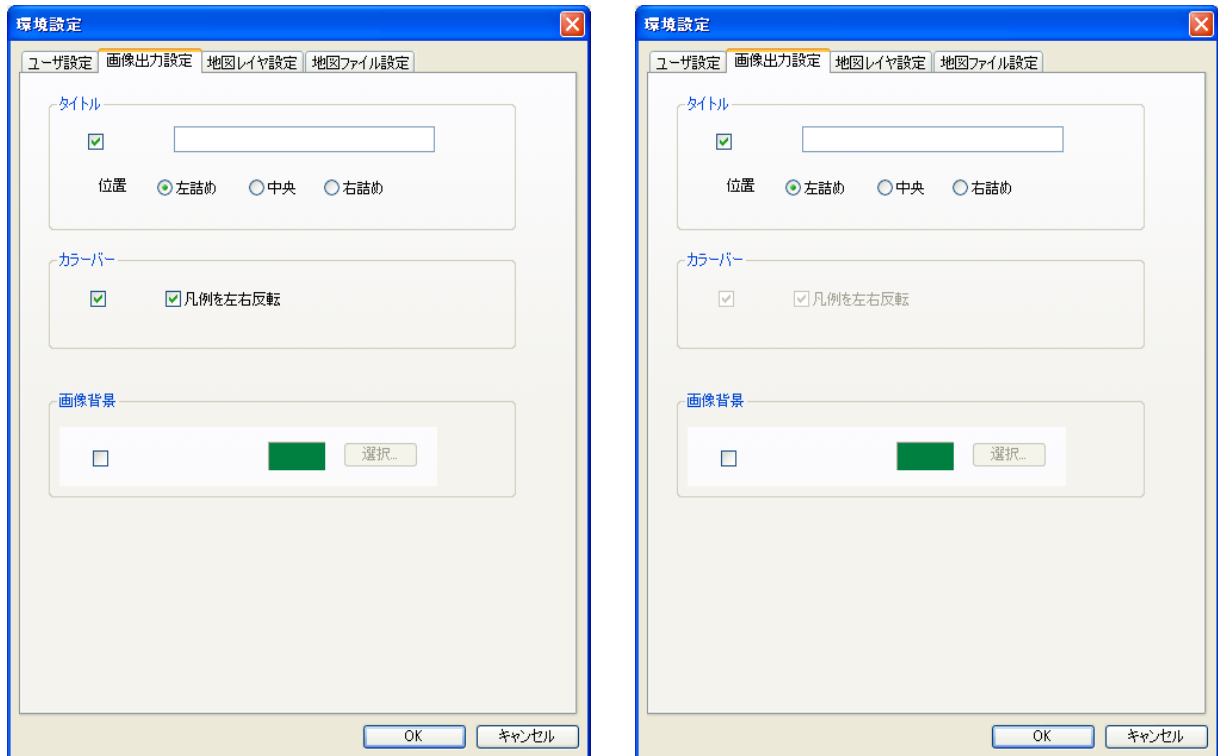 環境設定
ユーザ設定 画像出力設定 地図レイヤ設定 地図ファイル設定
タイトル
位置 左詰め 中央 右詰め
カラーバー
凡例を左右反転
画像背景
選択...
OK キャンセル
環境設定
ユーザ設定 画像出力設定 地図レイヤ設定 地図ファイル設定
タイトル
位置 左詰め 中央 右詰め
カラーバー
凡例を左右反転
画像背景
選択...
OK キャンセル